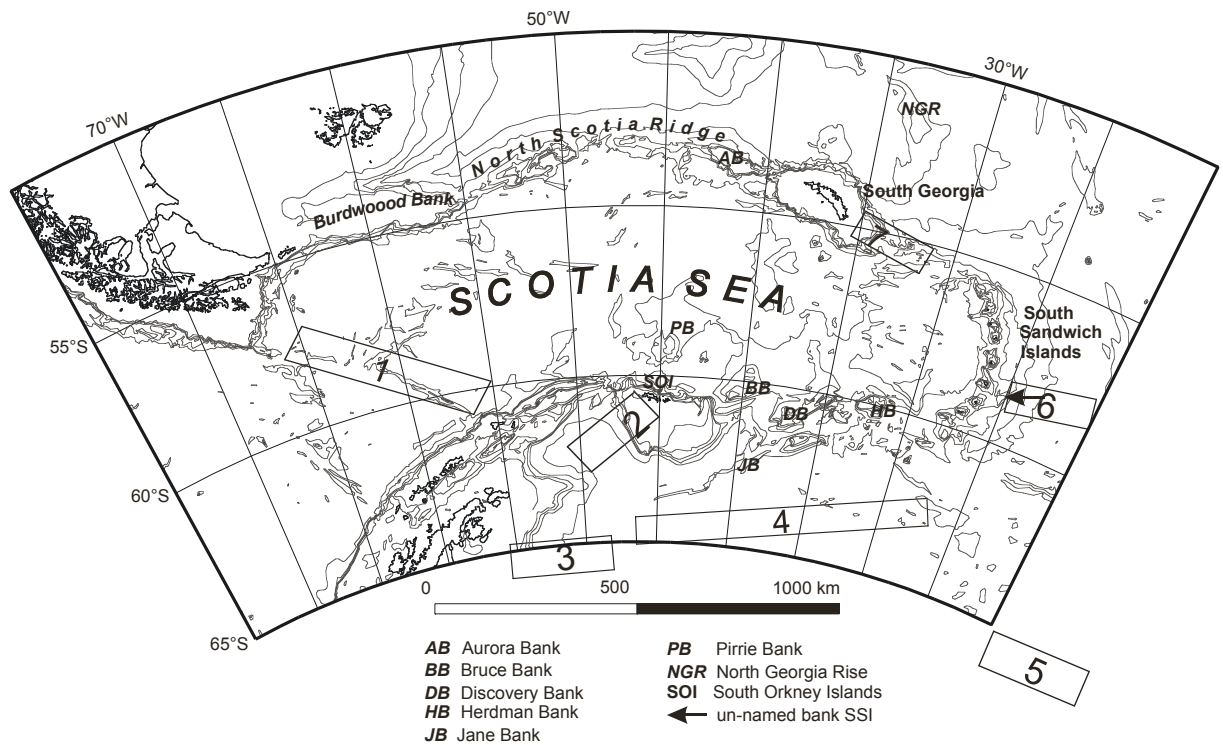 50°W
30°W
70°W
NGR
North Scotia Ridge
AB
South Georgia
Burdwoood Bank
7
SCOTIA SEA
South
Sandwich
Islands
PB
55°S
1
SOI
BB
6
2
DB
HB
JB
60°S
4
3
0 500 1000 km
65°S
5
AB Aurora Bank
BB Bruce Bank
DB Discovery Bank
HB Herdman Bank
JB Jane Bank
PB Pirrie Bank
NGR North Georgia Rise
SOI South Orkney Islands
un-named bank SSI